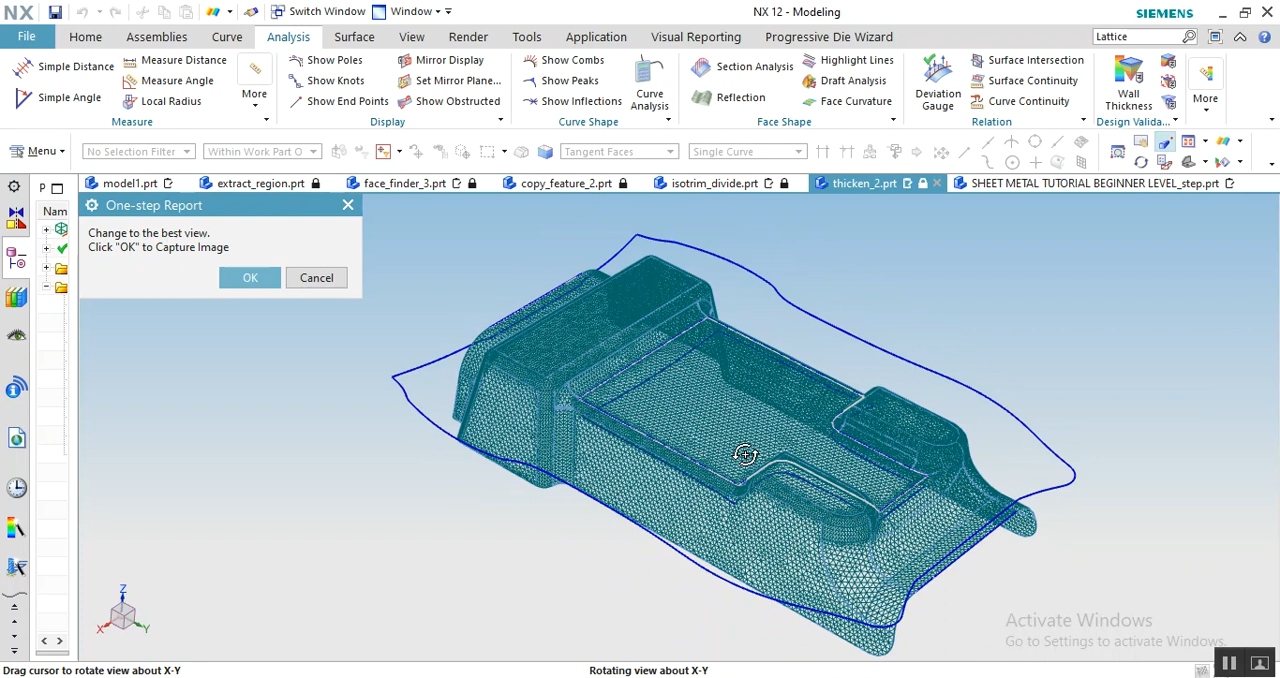 NX
Switch Window
Window
NX 12 - Modeling
SIEMENS
File
Home
Assemblies
Curve
Analysis
Surface
View
Render
Tools
Application
Visual Reporting
Progressive Die Wizard
Lattice
Simple Distance
Simple Angle
Measure Distance
Measure Angle
Local Radius
More
Measure
Show Poles
Show Knots
Show End Points
Mirror Display
Set Mirror Plane...
Show Obstructed
Display
Show Combs
Show Peaks
Show Inflections
Curve
Analysis
Curve Shape
Section Analysis
Reflection
Highlight Lines
Draft Analysis
Face Curvature
Face Shape
Deviation
Gauge
Surface Intersection
Surface Continuity
Curve Continuity
Relation
Wall
Thickness
Design Valida...
More
Menu
No Selection Filter
Within Work Part O
Tangent Faces
Single Curve
model1.prt
extract_region.prt
face_finder_3.prt
copy_feature_2.prt
isotrim_divide.prt
thicken_2.prt
SHEET METAL TUTORIAL BEGINNER LEVEL_step.prt
P
Nam
One-step Report
Change to the best view.
Click "OK" to Capture Image
OK
Cancel
Z
X
Y
Activate Windows
Go to Settings to activate Windows.
Drag cursor to rotate view about X-Y
Rotating view about X-Y